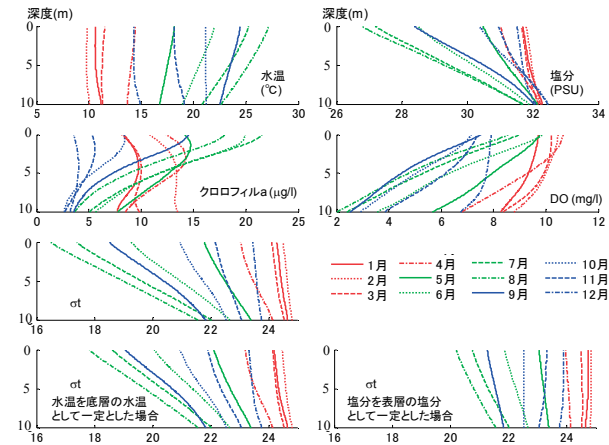 深度(m) 深度(m)
0 0
5 水温 5 塩分
(℃) (PSU)
10 10
5 10 15 20 25 30 26 28 30 32 34
0 0
5 5
クロロフィルa (μg/l) DO (mg/l)
10 10
0 5 10 15 20 25 2 4 6 8 10 12
0
5
σt
10
16 18 20 22 24
1月 4月 7月 10月
2月 5月 8月 11月
3月 6月 9月 12月
0 0
5 σt 5 σt
水温を底層の水温 塩分を表層の塩分
として一定とした場合 として一定とした場合
10 10
16 18 20 22 24 16 18 20 22 24